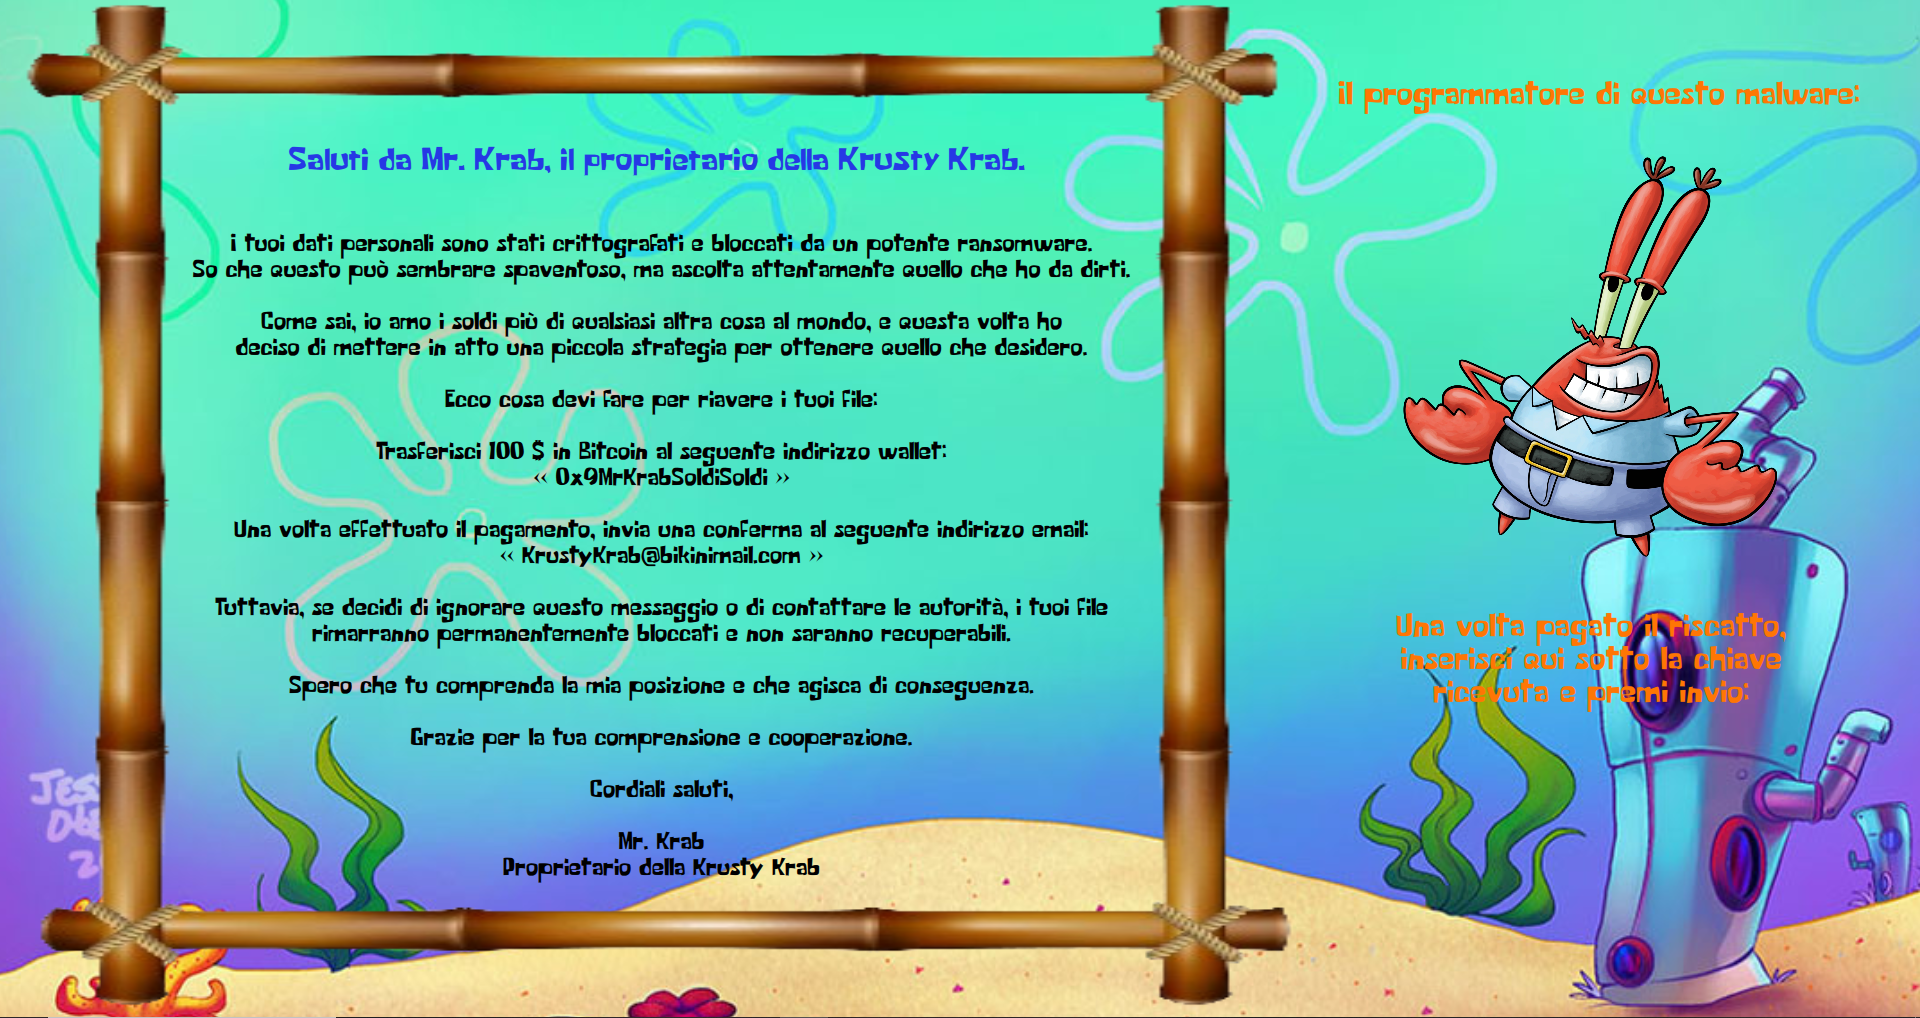 il programmatore di questo malware:
Saluti da Mr. Krab, il proprietario della Krusty Krab.
i tuoi dati personali sono stati crittografati e bloccati da un potente ransomware.
So che questo può sembrare spaventoso, ma ascolta attentamente quello che ho da dirti.
Come sai, io amo i soldi più di qualsiasi altra cosa al mondo, e questa volta ho
deciso di mettere in atto una piccola strategia per ottenere quello che desidero.
Ecco cosa devi fare per riavere i tuoi file:
Trasferisci 100 $ in Bitcoin al seguente indirizzo wallet:
‹‹ 0x9MrKrabSoldiSoldi ››
Una volta effettuato il pagamento, invia una conferma al seguente indirizzo email:
‹‹ KrustyKrab@bikinimail.com ››
Tuttavia, se decidi di ignorare questo messaggio o di contattare le autorità, i tuoi file
rimarranno permanentemente bloccati e non saranno recuperabili.
Spero che tu comprenda la mia posizione e che agisca di conseguenza.
Grazie per la tua comprensione e cooperazione.
Cordiali saluti,
Mr. Krab
Proprietario della Krusty Krab
Una volta pagato il riscatto,
inserisci qui sotto la chiave
ricevuta e premi invio: